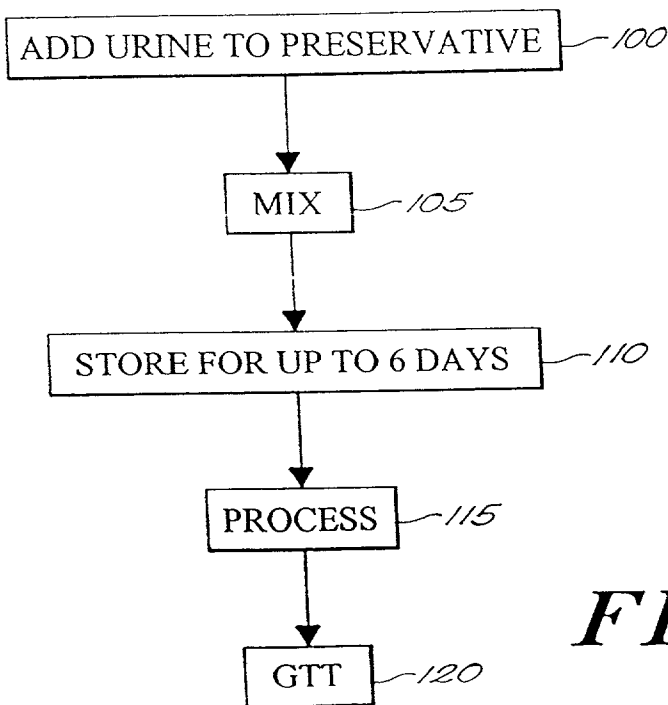 ADD URINE TO PRESERVATIVE 100
MIX 105
STORE FOR UP TO 6 DAYS 110
PROCESS 115
GTT 120